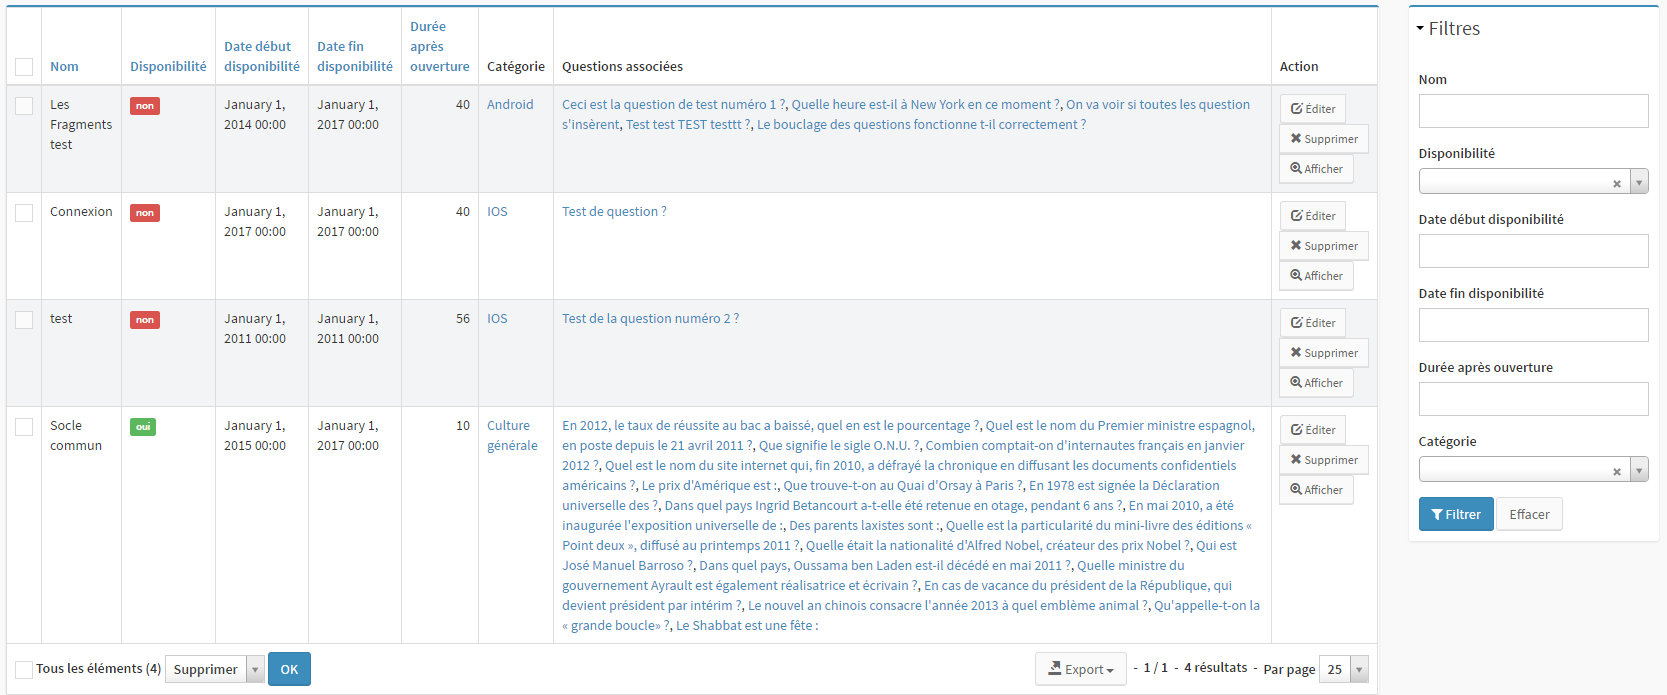 Nom
Disponibilité
Date début
disponibilité
Date fin
disponibilité
Durée
après
ouverture
Catégorie
Questions associées
Action
Les
Fragments
test
non
January 1,
2014 00:00
January 1,
2017 00:00
40
Android
Ceci est la question de test numéro 1 ?, Quelle heure est-il à New York en ce moment ?, On va voir si toutes les question
s'insèrent, Test test TEST testtt ?, Le bouclage des questions fonctionne t-il correctement ?
Éditer
Supprimer
Afficher
Connexion
non
January 1,
2017 00:00
January 1,
2017 00:00
40
IOS
Test de question ?
Éditer
Supprimer
Afficher
test
non
January 1,
2011 00:00
January 1,
2011 00:00
56
IOS
Test de la question numéro 2 ?
Éditer
Supprimer
Afficher
Socle
commun
oui
January 1,
2015 00:00
January 1,
2017 00:00
10
Culture
générale
En 2012, le taux de réussite au bac a baissé, quel en est le pourcentage ?, Quel est le nom du Premier ministre espagnol,
en poste depuis le 21 avril 2011 ?, Que signifie le sigle O.N.U. ?, Combien comptait-on d'internautes français en janvier
2012 ?, Quel est le nom du site internet qui, fin 2010, a défrayé la chronique en diffusant les documents confidentiels
américains ?, Le prix d'Amérique est :, Que trouve-t-on au Quai d'Orsay à Paris ?, En 1978 est signée la Déclaration
universelle des ?, Dans quel pays Ingrid Betancourt a-t-elle été retenue en otage, pendant 6 ans ?, En mai 2010, a été
inaugurée l'exposition universelle de :, Des parents laxistes sont :, Quelle est la particularité du mini-livre des éditions «
Point deux », diffusé au printemps 2011 ?, Quelle était la nationalité d'Alfred Nobel, créateur des prix Nobel ?, Qui est
José Manuel Barroso ?, Dans quel pays, Oussama ben Laden est-il décédé en mai 2011 ?, Quelle ministre du
gouvernement Ayrault est également réalisatrice et écrivain ?, En cas de vacance du président de la République, qui
devient président par intérim ?, Le nouvel an chinois consacre l'année 2013 à quel emblème animal ?, Qu'appelle-t-on la
« grande boucle» ?, Le Shabbat est une fête :
Éditer
Supprimer
Afficher
Tous les éléments (4) Supprimer OK
Export - 1 / 1 - 4 résultats - Par page 25
Filtres
Nom
Disponibilité
Date début disponibilité
Date fin disponibilité
Durée après ouverture
Catégorie
Filtrer Effacer